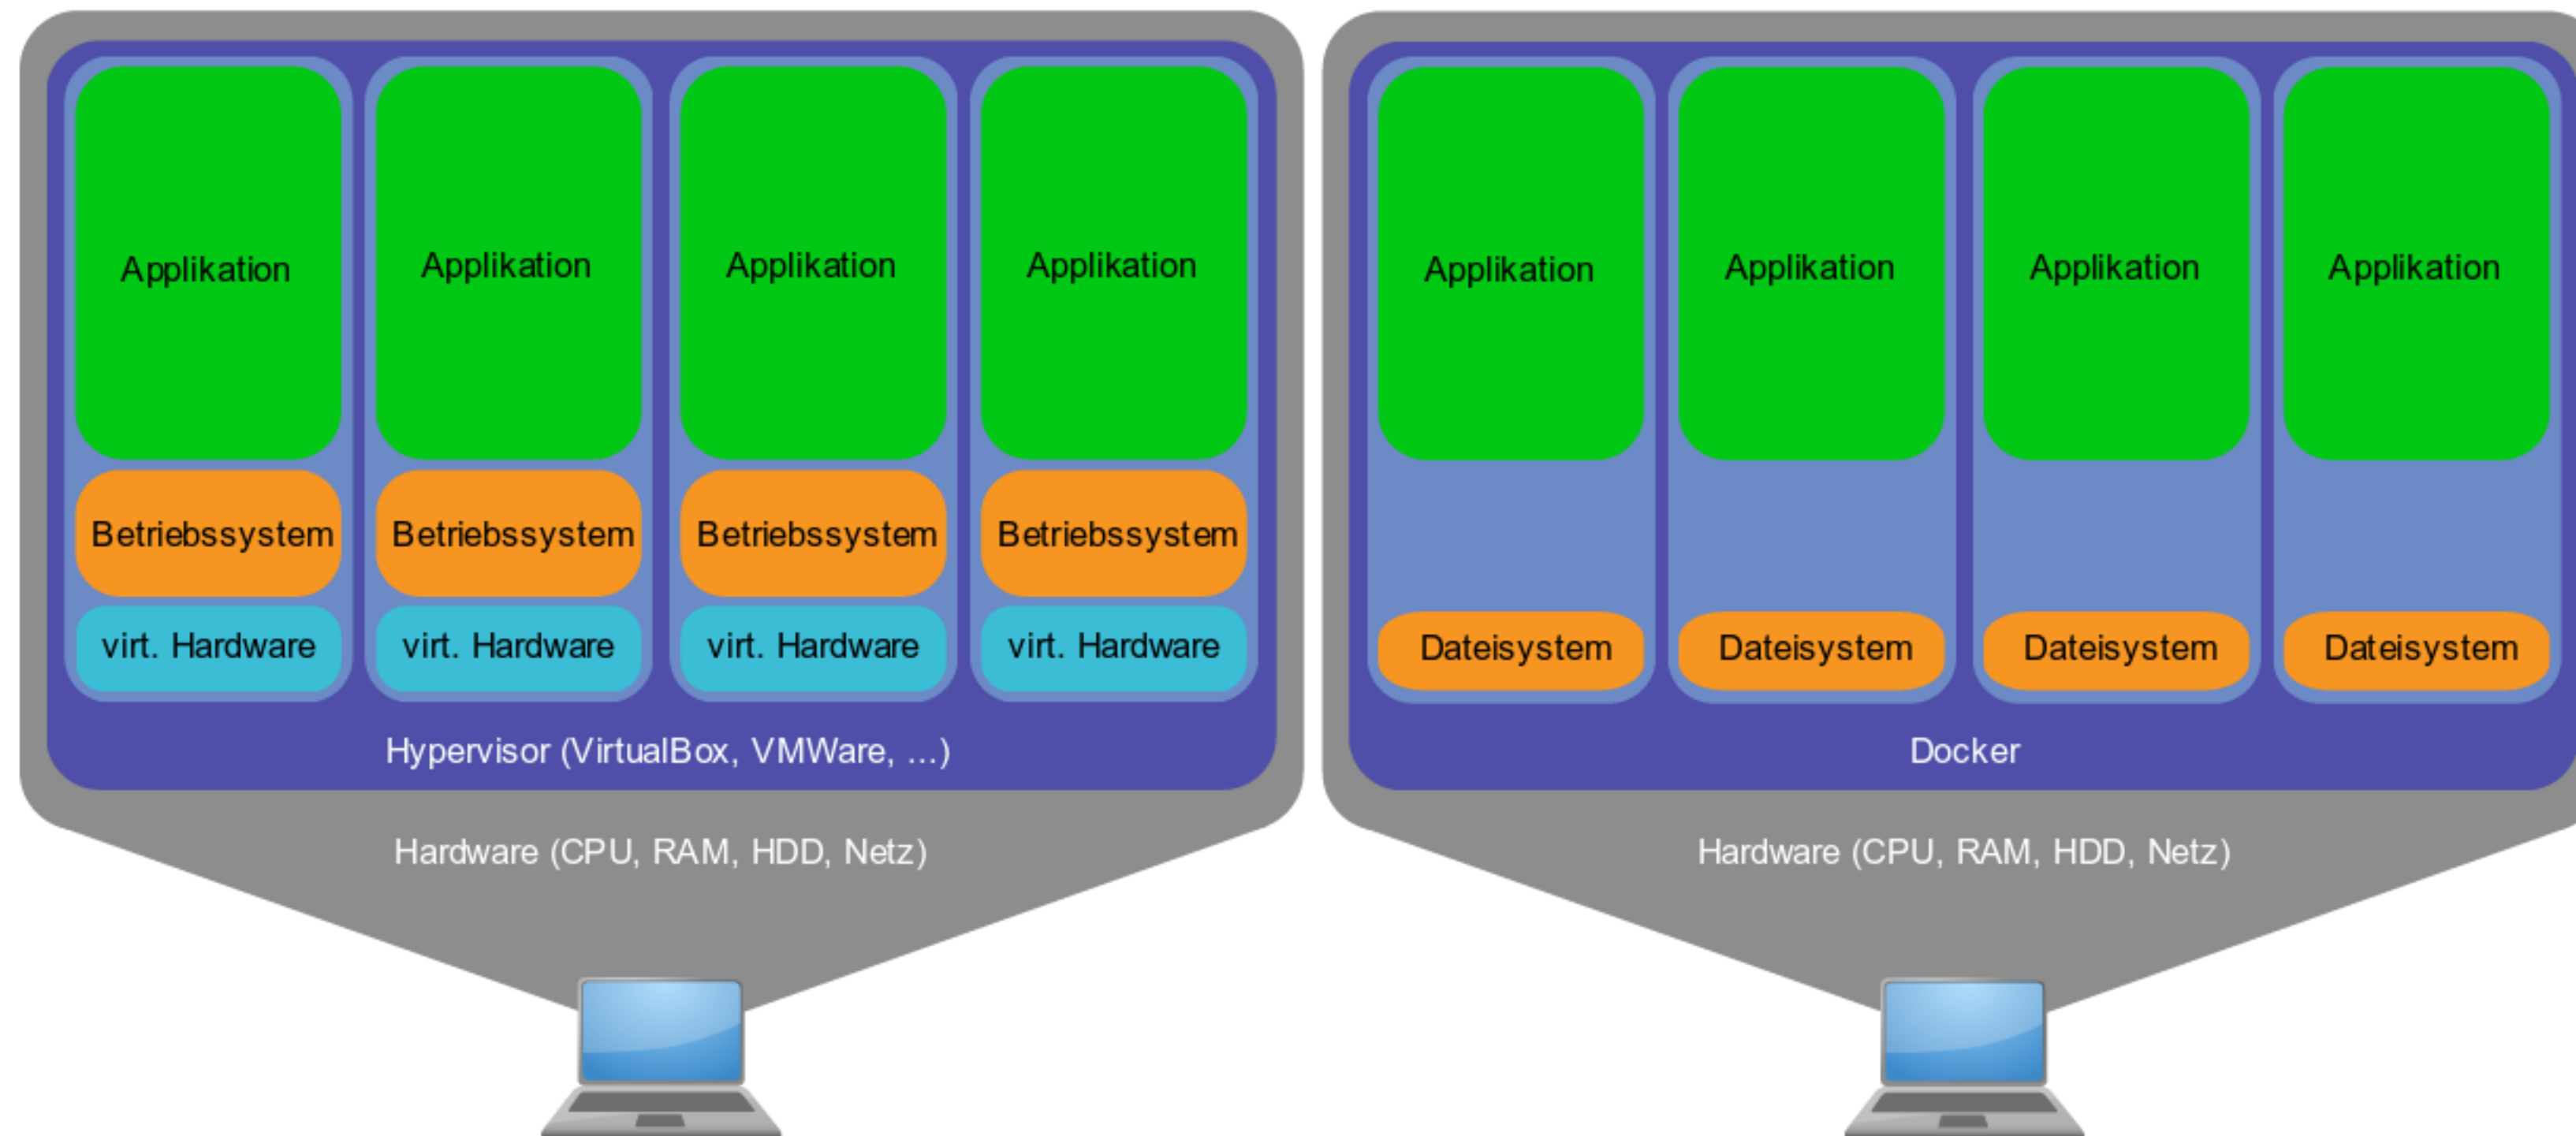 Applikation Applikation Applikation Applikation
Betriebssystem Betriebssystem Betriebssystem Betriebssystem
virt. Hardware virt. Hardware virt. Hardware virt. Hardware
Hypervisor (VirtualBox, VMWare, ...)
Hardware (CPU, RAM, HDD, Netz)
Applikation Applikation Applikation Applikation
Dateisystem Dateisystem Dateisystem Dateisystem
Docker
Hardware (CPU, RAM, HDD, Netz)